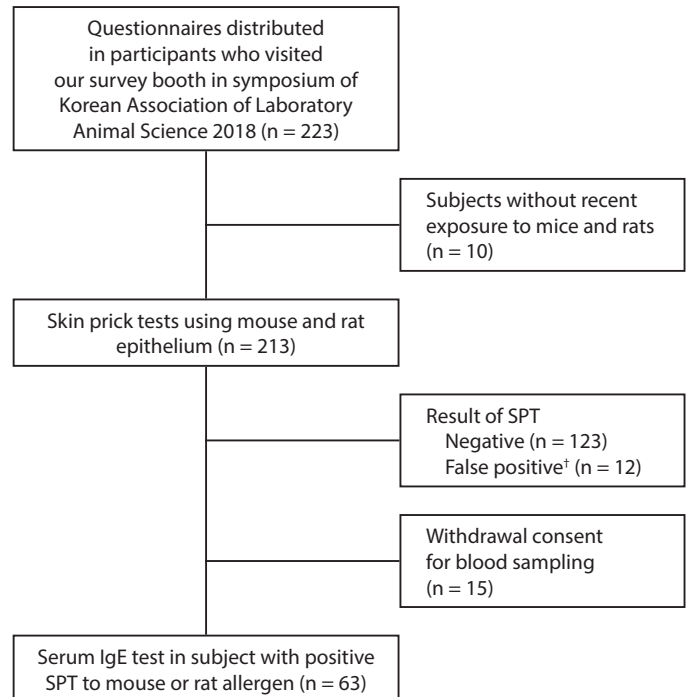 Questionnaires distributed
in participants who visited
our survey booth in symposium of
Korean Association of Laboratory
Animal Science 2018 (n = 223)
Subjects without recent
exposure to mice and rats
(n = 10)
Skin prick tests using mouse and rat
epithelium (n = 213)
Result of SPT
Negative (n = 123)
False positive† (n = 12)
Withdrawal consent
for blood sampling
(n = 15)
Serum IgE test in subject with positive
SPT to mouse or rat allergen (n = 63)